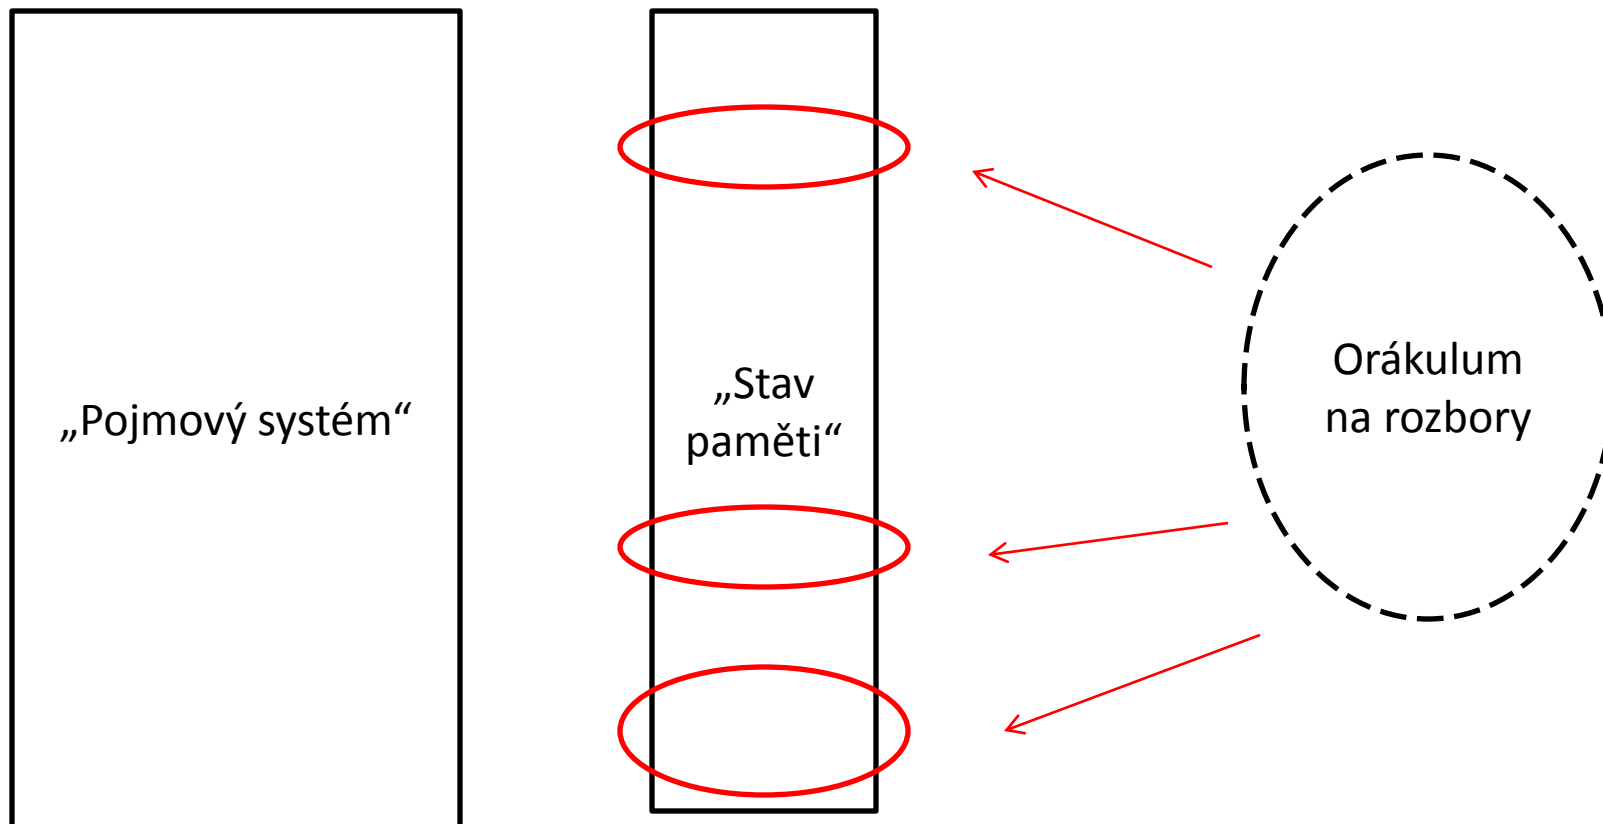 „Pojmový systém“
„Stav
paměti“
Orákulum
na rozbory